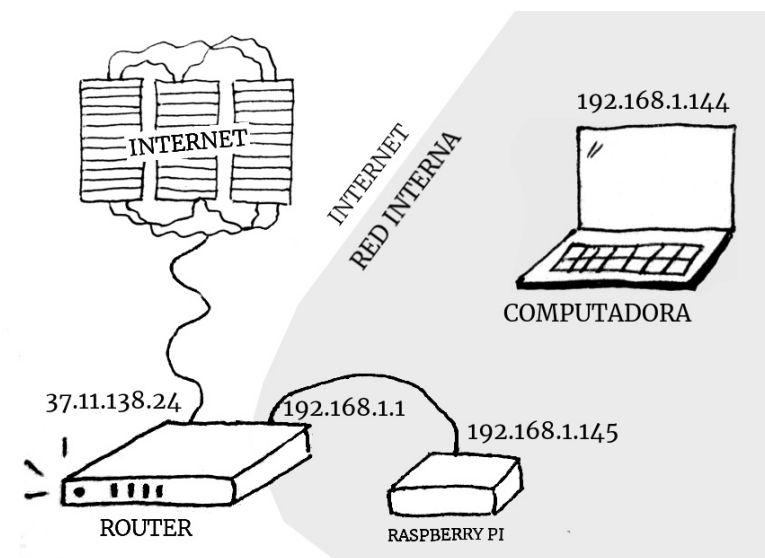 192.168.1.144
INTERNET
INTERNET
RED INTERNA
COMPUTADORA
37.11.138.24
192.168.1.1
192.168.1.145
ROUTER
RASPBERRY PI